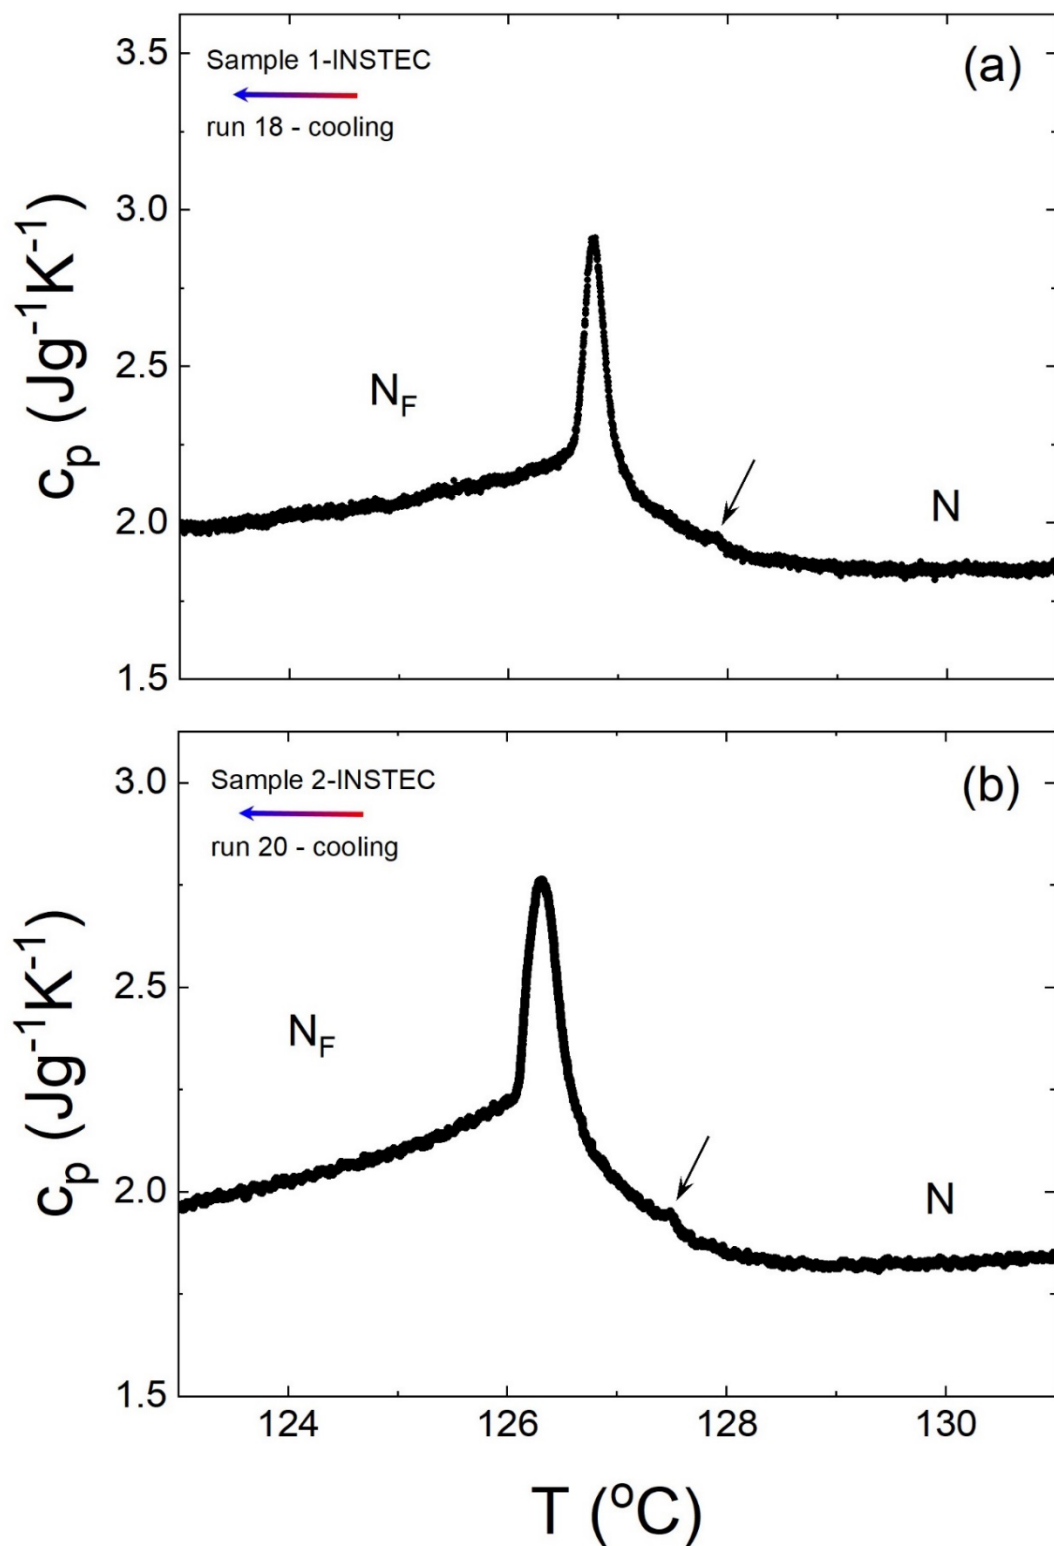 (a)
Sample 1-INSTEC
run 18 - cooling
3.5
3.0
2.5
2.0
1.5
c_p (Jg⁻¹K⁻¹)
N_F
N
(b)
Sample 2-INSTEC
run 20 - cooling
3.0
2.5
2.0
1.5
c_p (Jg⁻¹K⁻¹)
N_F
N
124 126 128 130
T (°C)